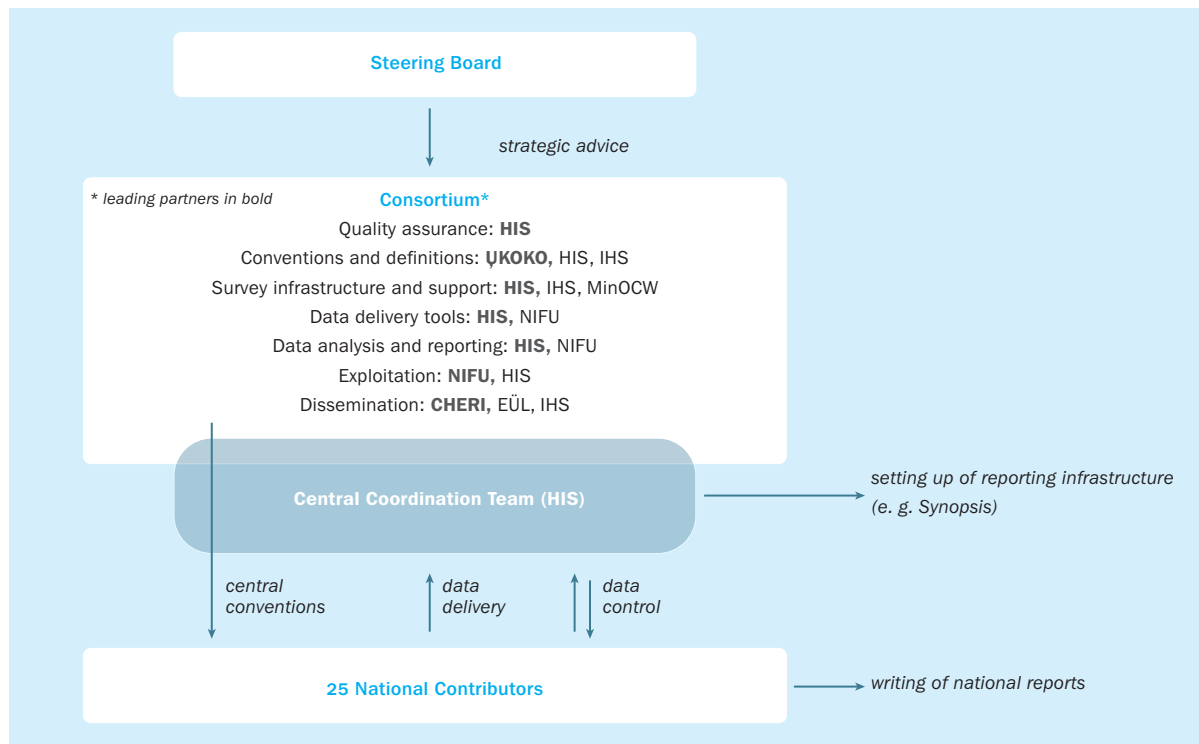 Steering Board
strategic advice
* leading partners in bold
Consortium*
Quality assurance: HIS
Conventions and definitions: ŲKOKO, HIS, IHS
Survey infrastructure and support: HIS, IHS, MinOCW
Data delivery tools: HIS, NIFU
Data analysis and reporting: HIS, NIFU
Exploitation: NIFU, HIS
Dissemination: CHERI, EÜL, IHS
Central Coordination Team (HIS)
setting up of reporting infrastructure
(e. g. Synopsis)
central
conventions
data
delivery
data
control
25 National Contributors
writing of national reports